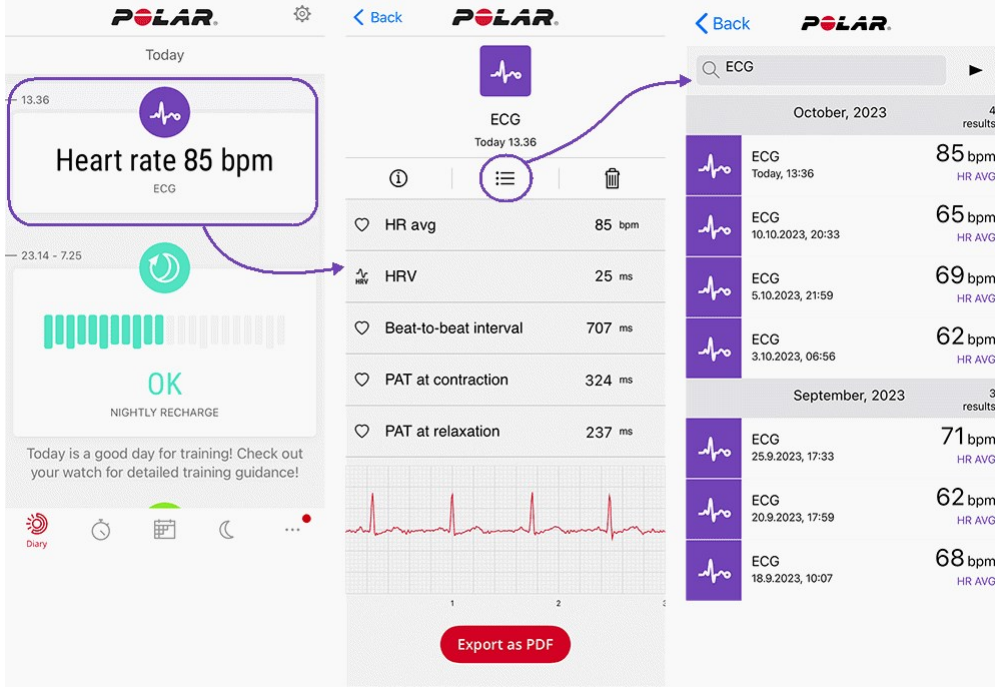 POLAR
Today
13.36
Heart rate 85 bpm
ECG
23.14 - 7.25
OK
NIGHTLY RECHARGE
Today is a good day for training! Check out
your watch for detailed training guidance!
Diary
Back
POLAR
ECG
Today 13.36
HR avg 85 bpm
HRV HRV 25 ms
Beat-to-beat interval 707 ms
PAT at contraction 324 ms
PAT at relaxation 237 ms
1 2 3
Export as PDF
Back
POLAR
ECG
October, 2023 4 results
ECG 85 bpm
Today, 13:36 HR AVG
ECG 65 bpm
10.10.2023, 20:33 HR AVG
ECG 69 bpm
5.10.2023, 21:59 HR AVG
ECG 62 bpm
3.10.2023, 06:56 HR AVG
September, 2023 3 results
ECG 71 bpm
25.9.2023, 17:33 HR AVG
ECG 62 bpm
20.9.2023, 17:59 HR AVG
ECG 68 bpm
18.9.2023, 10:07 HR AVG